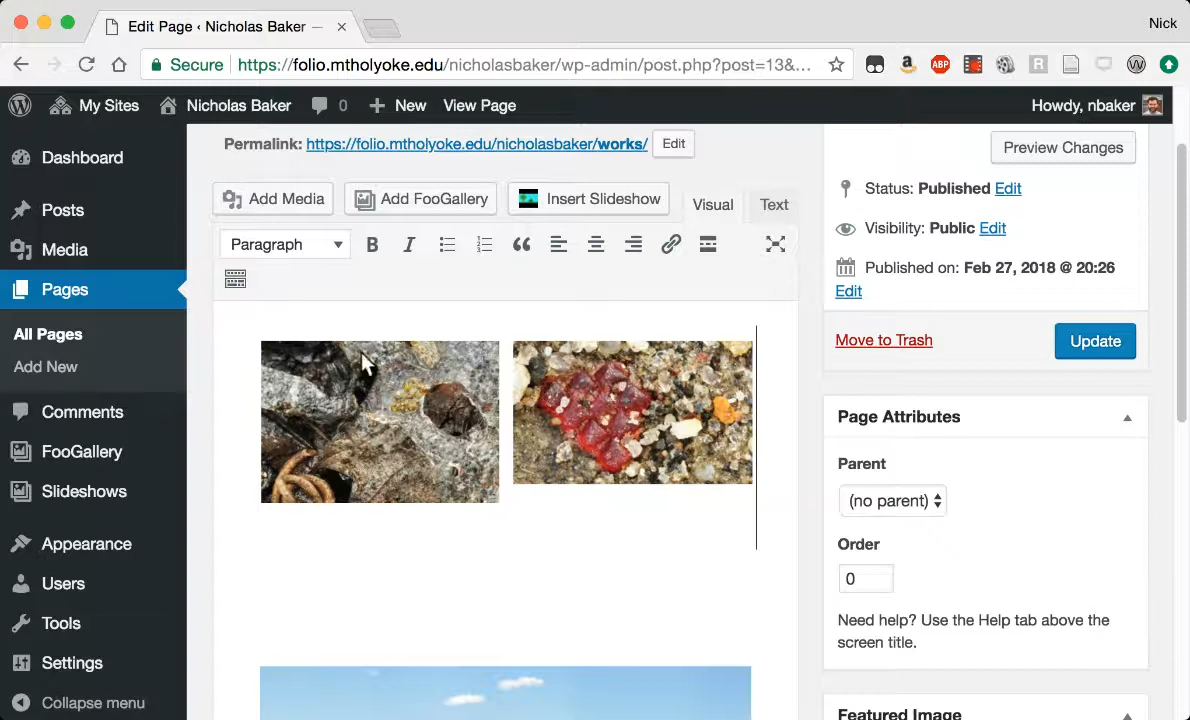 Edit Page ‹ Nicholas Baker —
Nick
Secure
https://folio.mtholyoke.edu/nicholasbaker/wp-admin/post.php?post=13&...
ABP
R
My Sites
Nicholas Baker
0
New
View Page
Howdy, nbaker
Dashboard
Posts
Media
Pages
All Pages
Add New
Comments
FooGallery
Slideshows
Appearance
Users
Tools
Settings
Collapse menu
Permalink: https://folio.mtholyoke.edu/nicholasbaker/works/ Edit
Add Media
Add FooGallery
Insert Slideshow
Visual
Text
Paragraph
B I
Preview Changes
Status: Published Edit
Visibility: Public Edit
Published on: Feb 27, 2018 @ 20:26
Edit
Move to Trash
Update
Page Attributes
Parent
(no parent)
Order
0
Need help? Use the Help tab above the
screen title.
Featured Image